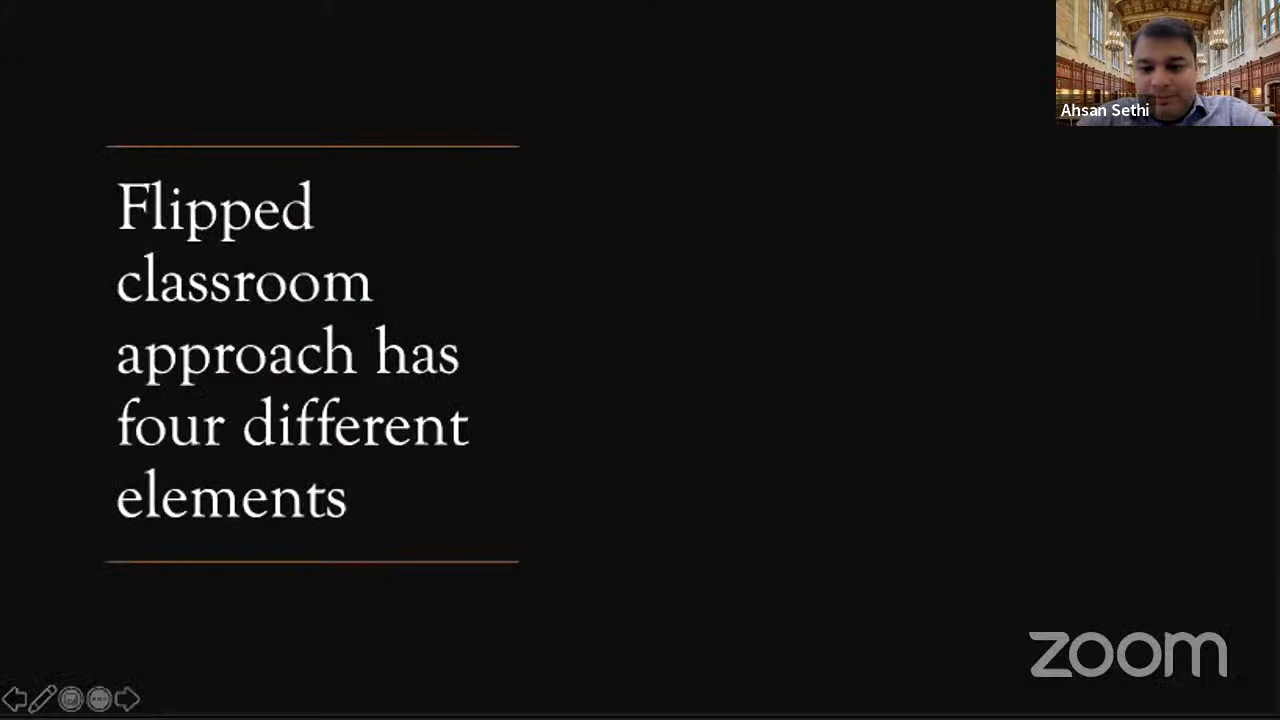 Ahsan Sethi
Flipped
classroom
approach has
four different
elements
zoom